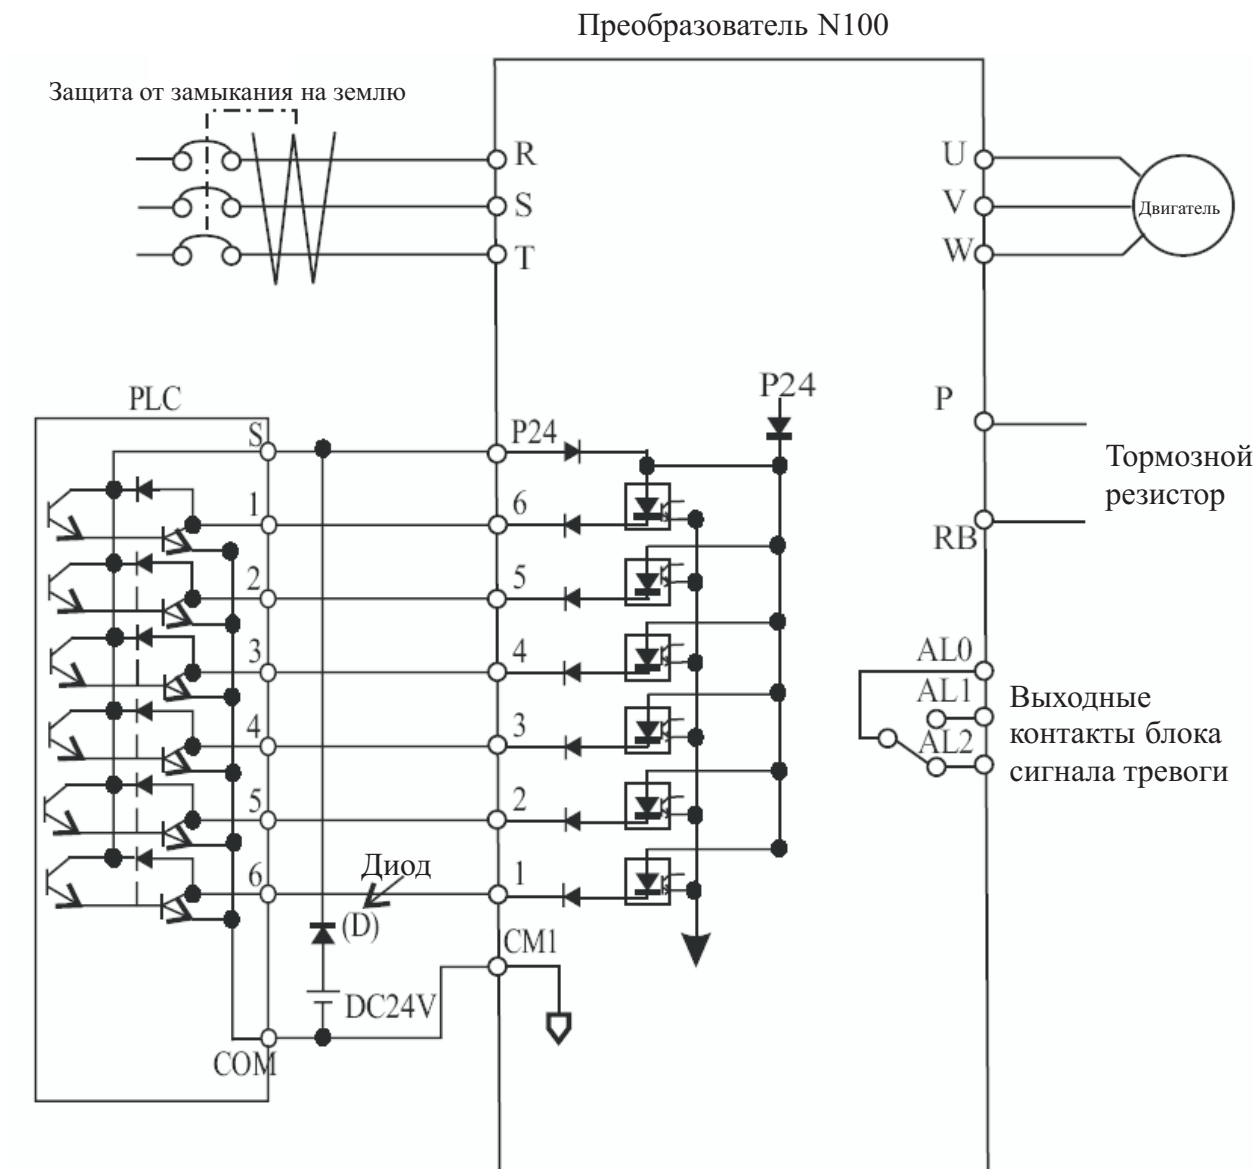 Преобразователь N100
Защита от замыкания на землю
R
S
T
U
V
W
Двигатель
PLC
S
1
2
3
4
5
6
COM
Диод
(D)
DC24V
P24
6
5
4
3
2
1
CM1
P24
P
RB
Тормозной
резистор
AL0
AL1
AL2
Выходные
контакты блока
сигнала тревоги